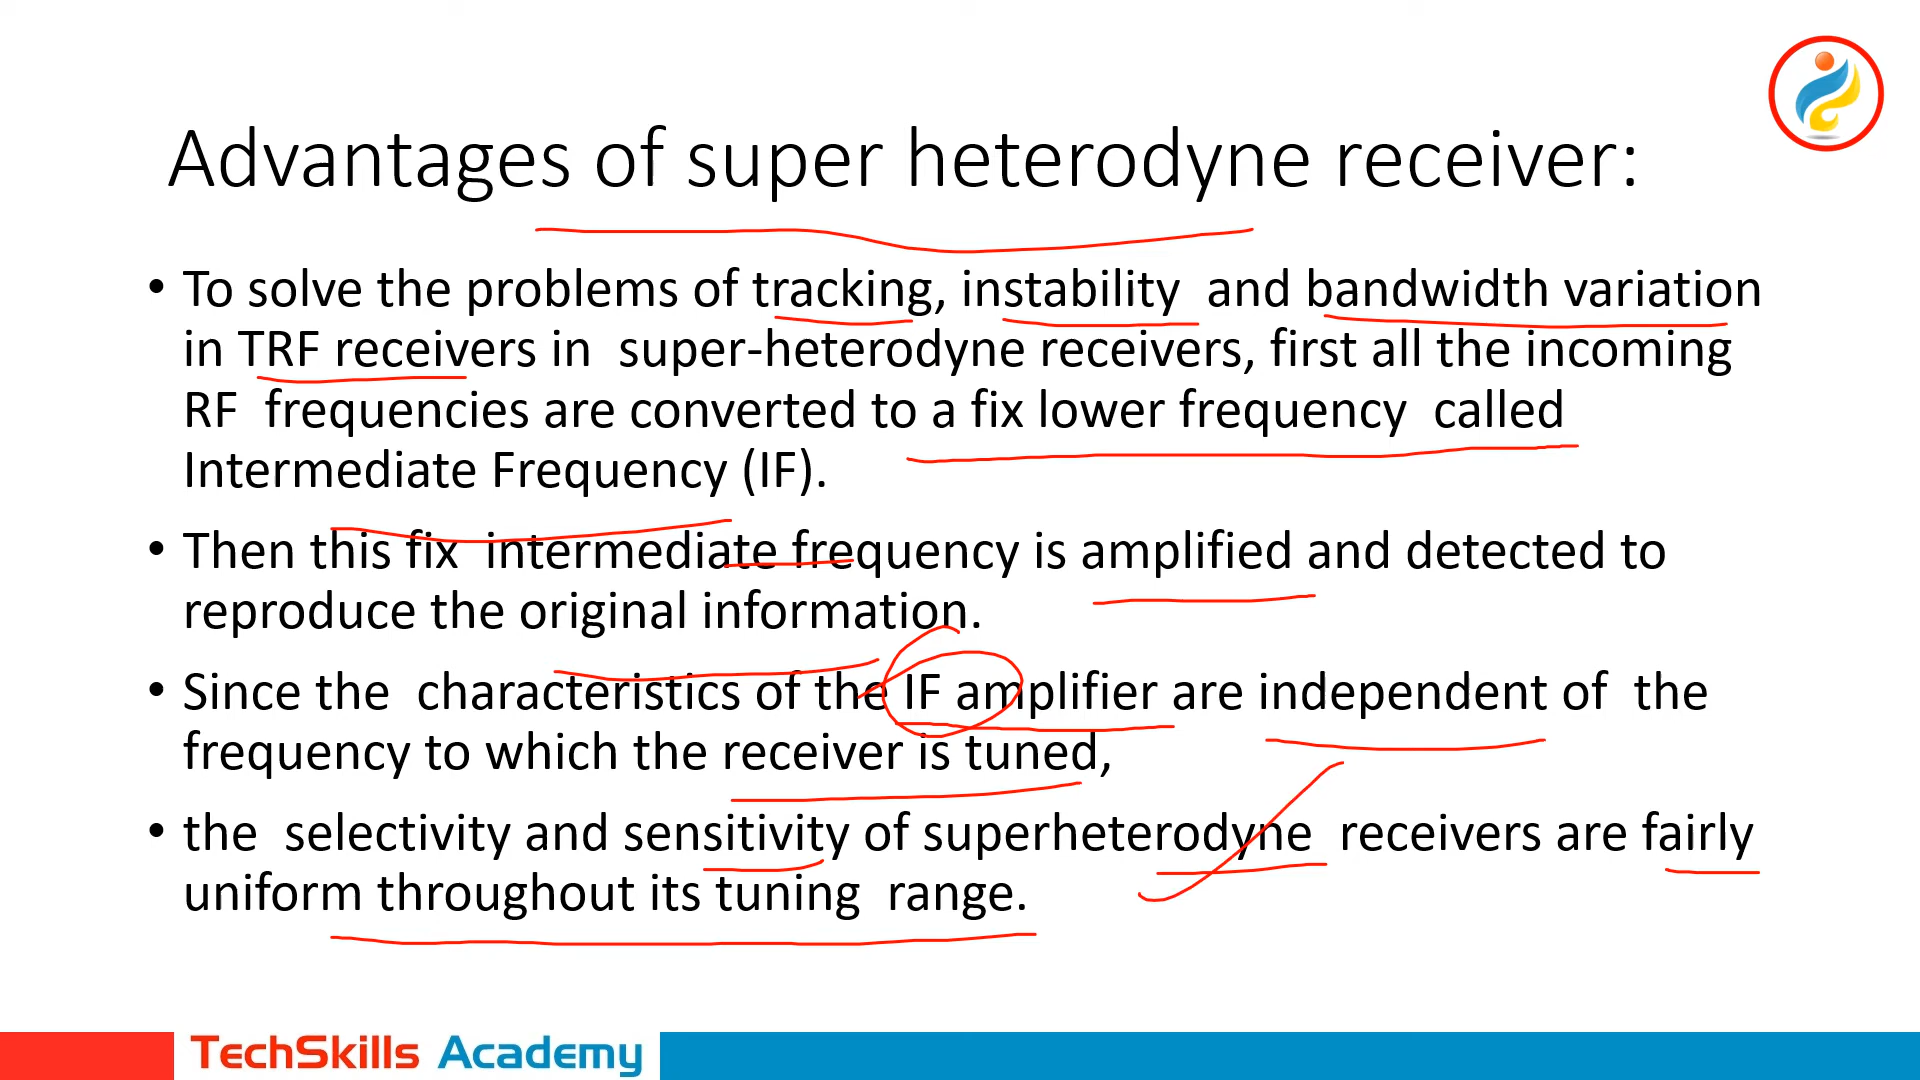 Advantages of super heterodyne receiver:
• To solve the problems of tracking, instability and bandwidth variation
in TRF receivers in super-heterodyne receivers, first all the incoming
RF frequencies are converted to a fix lower frequency called
Intermediate Frequency (IF).
• Then this fix intermediate frequency is amplified and detected to
reproduce the original information.
• Since the characteristics of the IF amplifier are independent of the
frequency to which the receiver is tuned,
• the selectivity and sensitivity of superheterodyne receivers are fairly
uniform throughout its tuning range.
TechSkills Academy